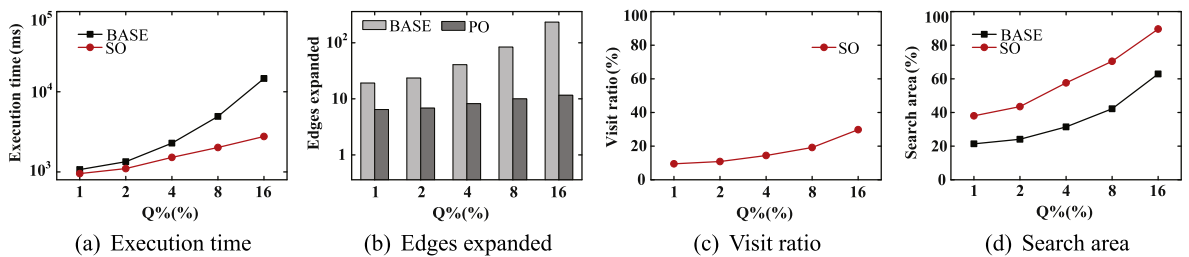 Execution time (ms)
10^5
10^4
10^3
BASE
SO
1 2 4 8 16
Q%(%)
(a) Execution time
Edges expanded
10^2
10
1
BASE PO
1 2 4 8 16
Q%(%)
(b) Edges expanded
Visit ratio (%)
100
80
60
40
20
0
SO
1 2 4 8 16
Q%(%)
(c) Visit ratio
Search area (%)
100
80
60
40
20
0
BASE
SO
1 2 4 8 16
Q%(%)
(d) Search area